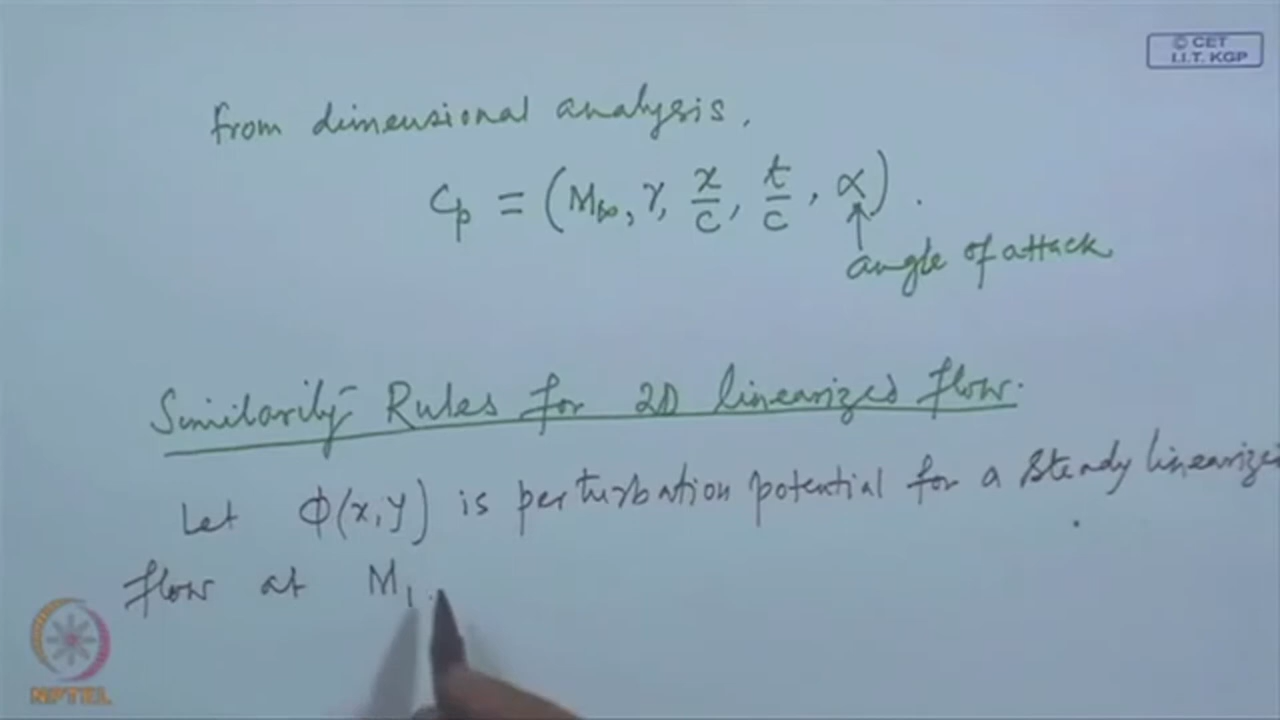 © CET
I.I.T. KGP
from dimensional analysis,
Cp = (M∞, γ, x/c, t/c, α).
angle of attack
Similarity Rules for 2D linearized flow.
Let Φ(x,y) is perturbation potential for a steady linearize
flow at M1.
NPTEL